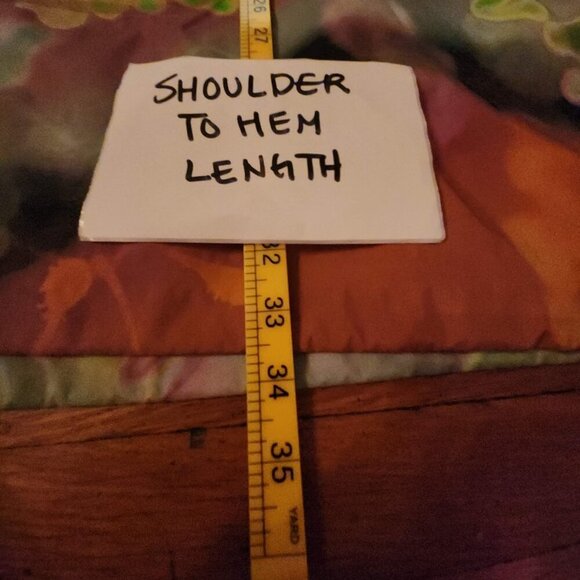 26
27
SHOULDER
TO HEM
LENGTH
32
33
34
35
YARD